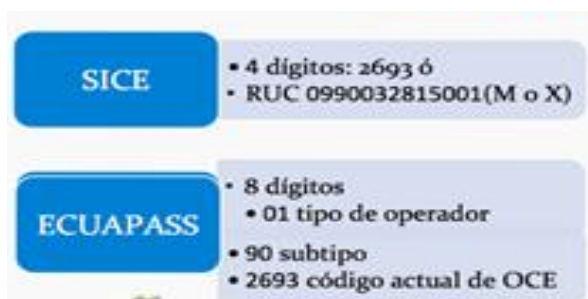 SICE
• 4 dígitos: 2693 ó
• RUC 0990032815001(M o X)
ECUAPASS
• 8 dígitos
• 01 tipo de operador
• 90 subtipo
• 2693 código actual de OCE